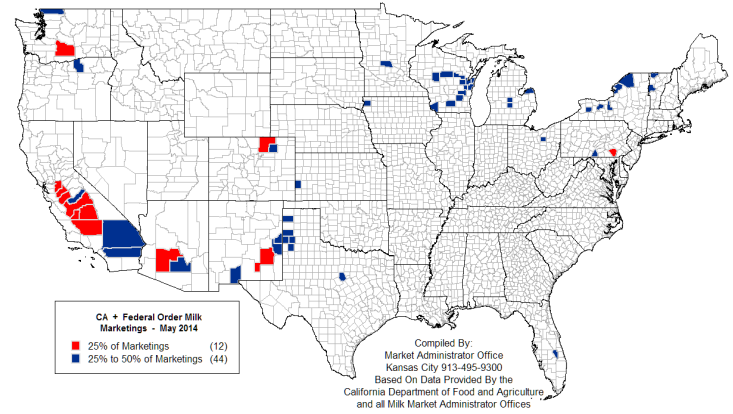 CA + Federal Order Milk
Marketings - May 2014
25% of Marketings (12)
25% to 50% of Marketings (44)
Compiled By:
Market Administrator Office
Kansas City 913-495-9300
Based On Data Provided By the
California Department of Food and Agriculture
and all Milk Market Administrator Offices